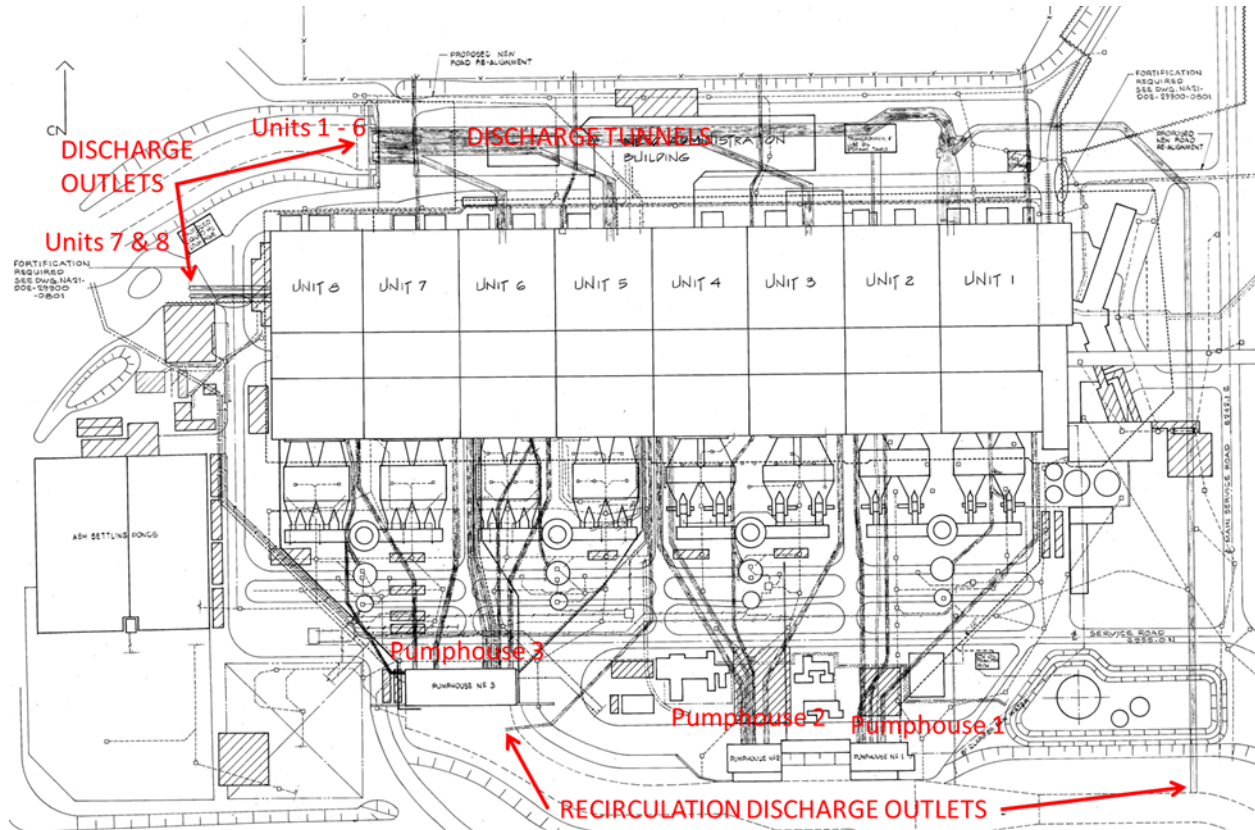 PROPOSED NEW
ROAD RE-ALIGNMENT
FORTIFICATION
REQUIRED
SEE DWG. NA21-
DOE-29900-0801
CN
Units 1 - 6
DISCHARGE
OUTLETS
DISCHARGE TUNNELS
ADMINISTRATION
BUILDING
PROPOSED
NEW ROAD
RE-ALIGNMENT
Units 7 & 8
FORTIFICATION
REQUIRED
SEE DWG. NA21-
DOE-29900
-0801
UNIT 8
UNIT 7
UNIT 6
UNIT 5
UNIT 4
UNIT 3
UNIT 2
UNIT 1
E MAIN SERVICE ROAD
ASH SETTLING PONDS
SERVICE ROAD
Pumphouse 3
PUMPHOUSE Nº 3
Pumphouse 2
Pumphouse 1
PUMPHOUSE Nº 2
PUMPHOUSE Nº 1
RECIRCULATION DISCHARGE OUTLETS